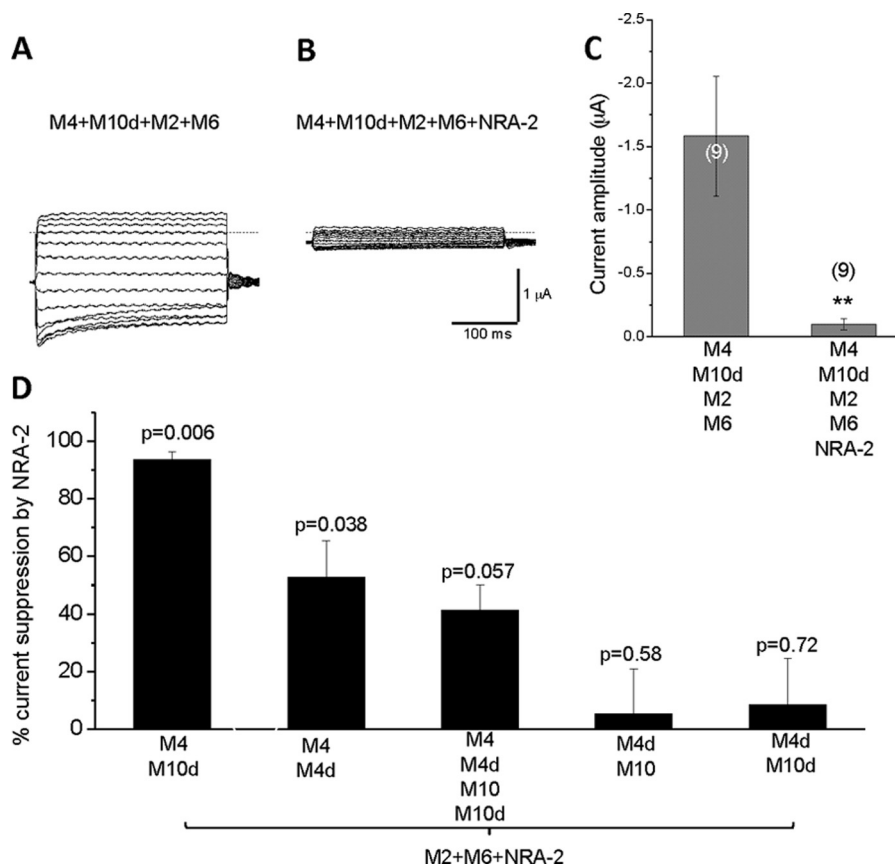 A
M4+M10d+M2+M6
B
M4+M10d+M2+M6+NRA-2
1 μA
100 ms
C
Current amplitude (μA)
-2.5
-2.0
-1.5
-1.0
-0.5
0.0
(9)
(9)
**
M4
M10d
M2
M6
M4
M10d
M2
M6
NRA-2
D
% current suppression by NRA-2
100
80
60
40
20
0
p=0.006
p=0.038
p=0.057
p=0.58
p=0.72
M4
M10d
M4
M4d
M4
M4d
M10
M10d
M4d
M10
M4d
M10d
M2+M6+NRA-2